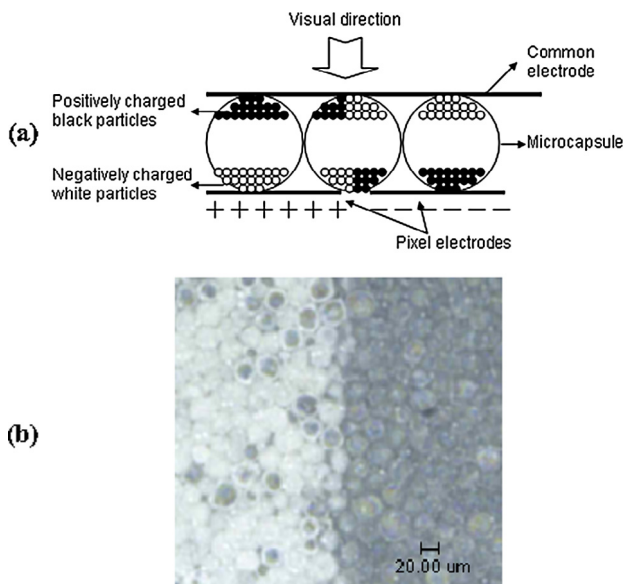 Visual direction
Common
electrode
Positively charged
black particles
(a)
Microcapsule
Negatively charged
white particles
+ + + + + + − − − − − − −
Pixel electrodes
(b)
20.00 um